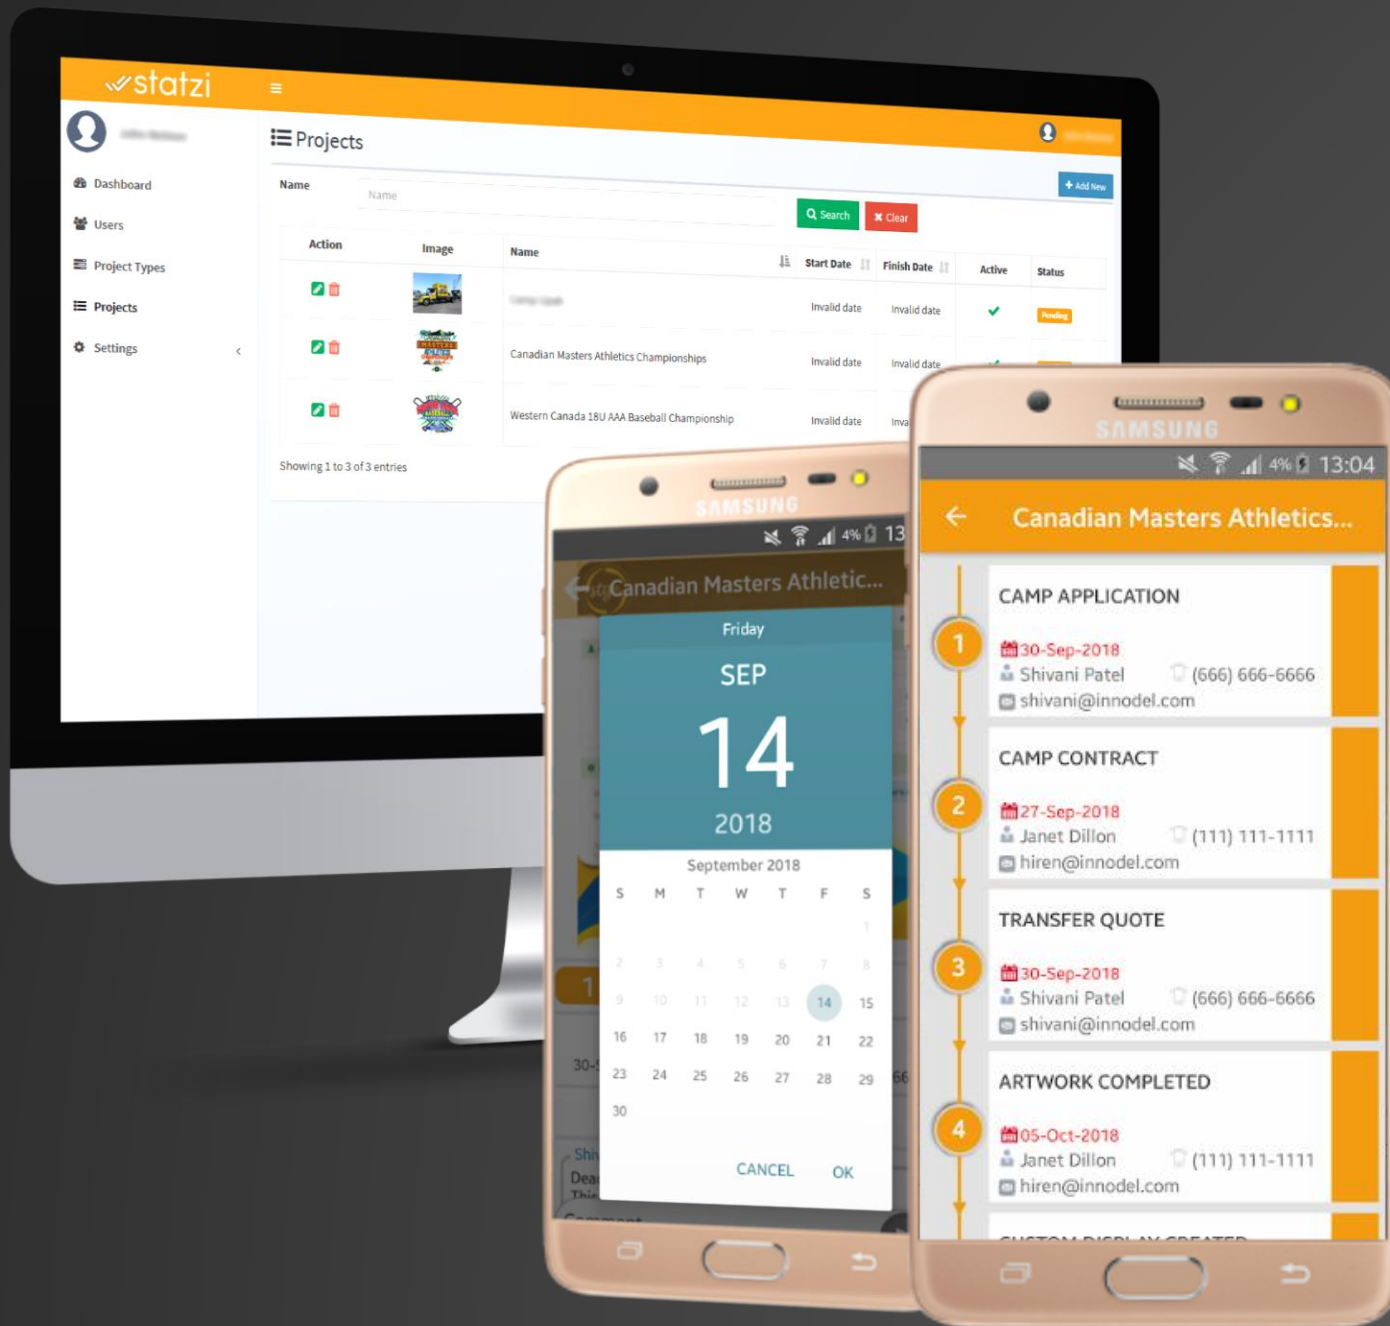 statzi
Projects
+ Add New
Dashboard
Users
Project Types
Projects
Settings
Name
Name
Search
Clear
Action Image Name Start Date Finish Date Active Status
Invalid date Invalid date Pending
Canadian Masters Athletics Championships Invalid date Invalid date
Western Canada 18U AAA Baseball Championship Invalid date
Showing 1 to 3 of 3 entries
SAMSUNG
4% 13
Canadian Masters Athletic...
Friday
SEP
14
2018
September 2018
S M T W T F S
1
2 3 4 5 6 7 8
9 10 11 12 13 14 15
16 17 18 19 20 21 22
23 24 25 26 27 28 29
30
CANCEL OK
Comment
SAMSUNG
4% 13:04
Canadian Masters Athletics...
1
CAMP APPLICATION
30-Sep-2018
Shivani Patel (666) 666-6666
shivani@innodel.com
2
CAMP CONTRACT
27-Sep-2018
Janet Dillon (111) 111-1111
hiren@innodel.com
3
TRANSFER QUOTE
30-Sep-2018
Shivani Patel (666) 666-6666
shivani@innodel.com
4
ARTWORK COMPLETED
05-Oct-2018
Janet Dillon (111) 111-1111
hiren@innodel.com
CUSTOM DISPLAY CREATED